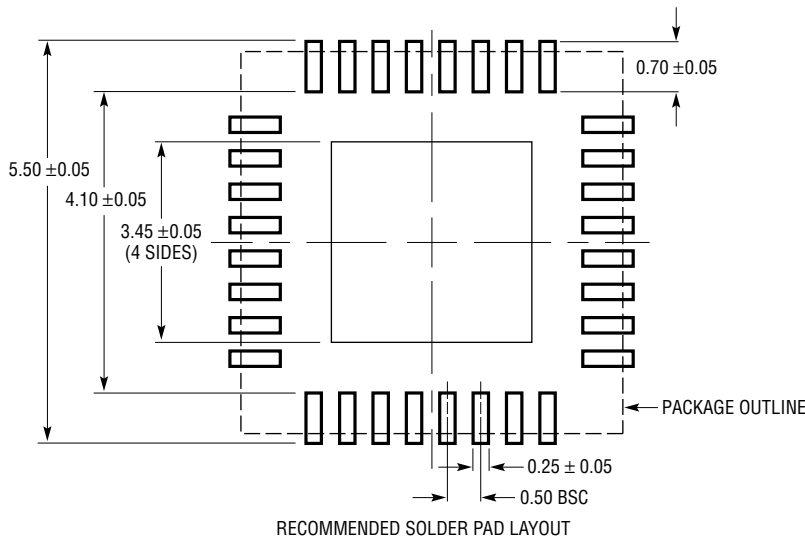 0.70 ±0.05
5.50 ±0.05
4.10 ±0.05
3.45 ±0.05
(4 SIDES)
PACKAGE OUTLINE
0.25 ± 0.05
0.50 BSC
RECOMMENDED SOLDER PAD LAYOUT